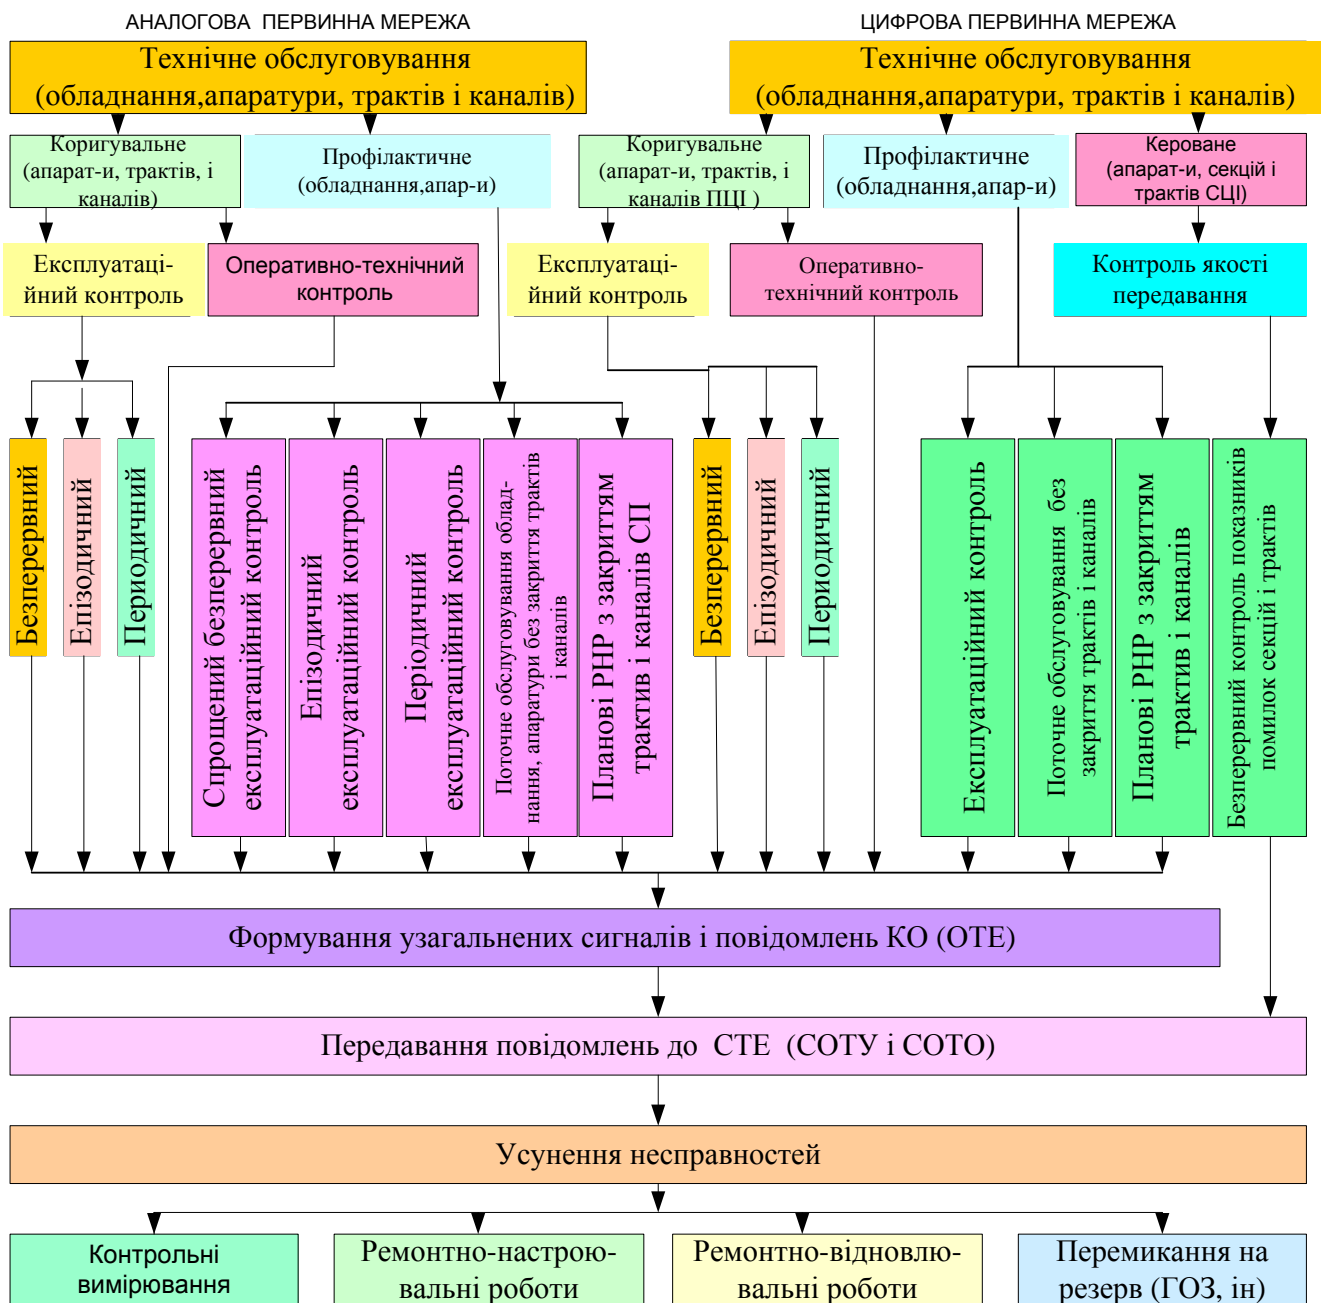 АНАЛОГОВА ПЕРВИННА МЕРЕЖА
ЦИФРОВА ПЕРВИННА МЕРЕЖА
Технічне обслуговування
(обладнання,апаратури, трактів і каналів)
Технічне обслуговування
(обладнання,апаратури, трактів і каналів)
Коригувальне
(апарат-и, трактів, і
каналів)
Профілактичне
(обладнання,апар-и)
Коригувальне
(апарат-и, трактів, і
каналів ПЦІ )
Профілактичне
(обладнання,апар-и)
Кероване
(апарат-и, секцій і
трактів СЦІ)
Експлуатаці-
йний контроль
Оперативно-технічний
контроль
Експлуатаці-
йний контроль
Оперативно-
технічний контроль
Контроль якості
передавання
Безперервний
Епізодичний
Периодичний
Спрощений безперервний
експлуатаційний контроль
Епізодичний
експлуатаційний контроль
Періодичний
експлуатаційний контроль
Поточне обслуговування облад-
нання, апаратури без закриття трактів
і каналів
Планові РНР з закриттям
трактив і каналів СП
Безперервний
Епізодичний
Периодичний
Експлуатаційний контроль
Поточне обслуговування без
закриття трактів і каналів
Планові РНР з закриттям
трактив і каналів
Безперервний контроль показників
помилок секцій і трактів
Формування узагальнених сигналів і повідомлень КО (ОТЕ)
Передавання повідомлень до СТЕ (СОТУ і СОТО)
Усунення несправностей
Контрольні
вимірювання
Ремонтно-настрою-
вальні роботи
Ремонтно-відновлю-
вальні роботи
Перемикання на
резерв (ГОЗ, ін)